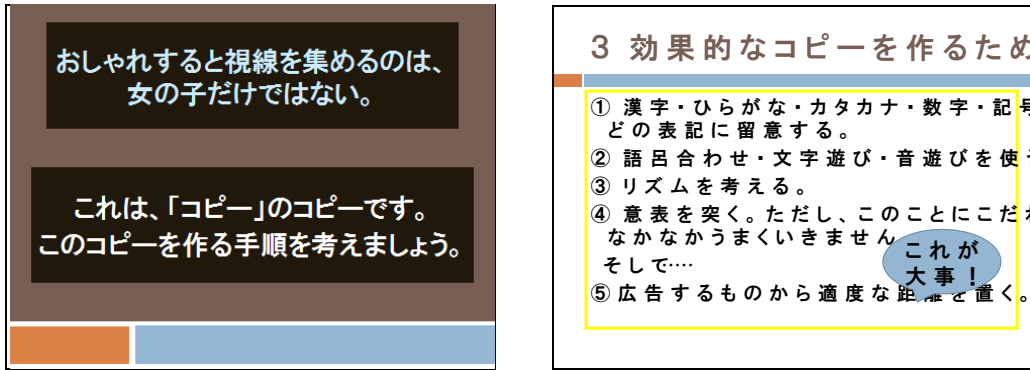 おしゃれすると視線を集めるのは、
女の子だけではない。
これは、「コピー」のコピーです。
このコピーを作る手順を考えましょう。
3 効果的なコピーを作るため
① 漢字・ひらがな・カタカナ・数字・記号
どの表記に留意する。
② 語呂合わせ・文字遊び・音遊びを使
③ リズムを考える。
④ 意表を突く。ただし、このことにこだ
なかなかうまくいきません
そして…‥
⑤ 広告するものから適度な距離を置く。
これが
大事!